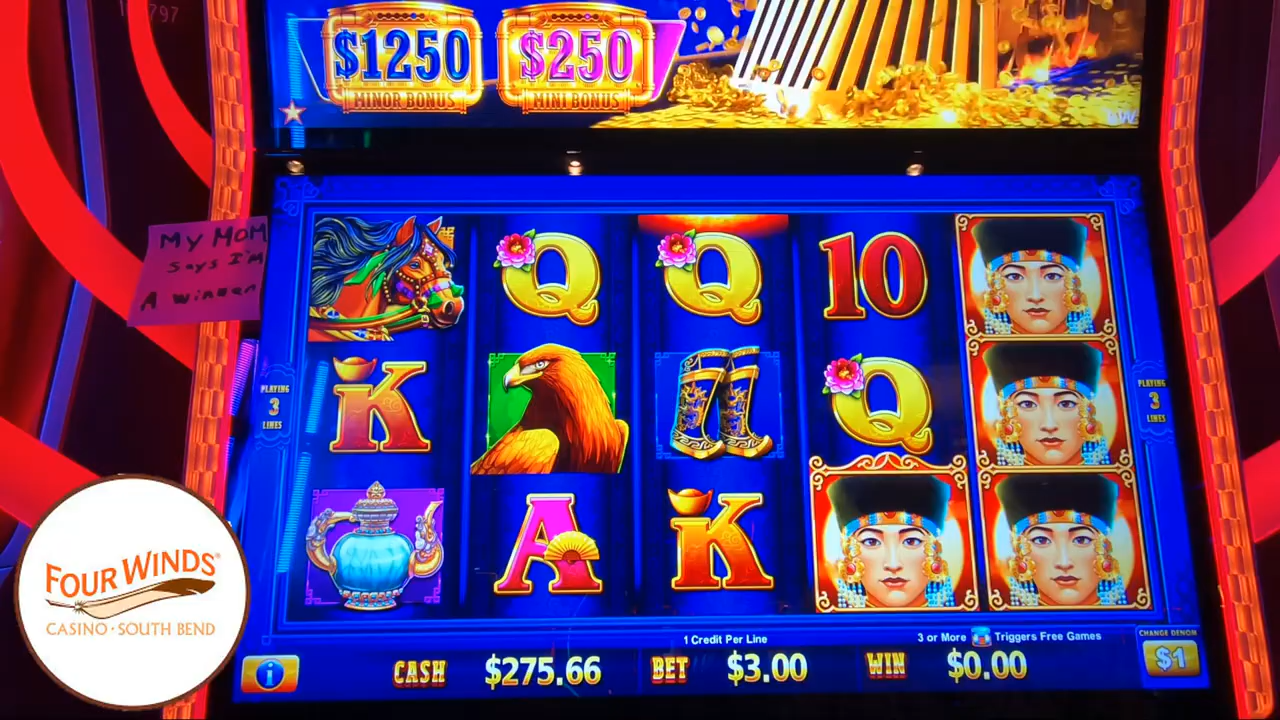 $1250
MINOR BONUS
$250
MINI BONUS
My Mom
Says I'm
A Winner
Q
Q
10
K
Q
A
K
PLAYING
3
LINES
PLAYING
3
LINES
FOUR WINDS®
CASINO · SOUTH BEND
1 Credit Per Line
3 or More Triggers Free Games
CHANGE DENOM
i
CASH $275.66 BET $3.00 WIN $0.00
$1